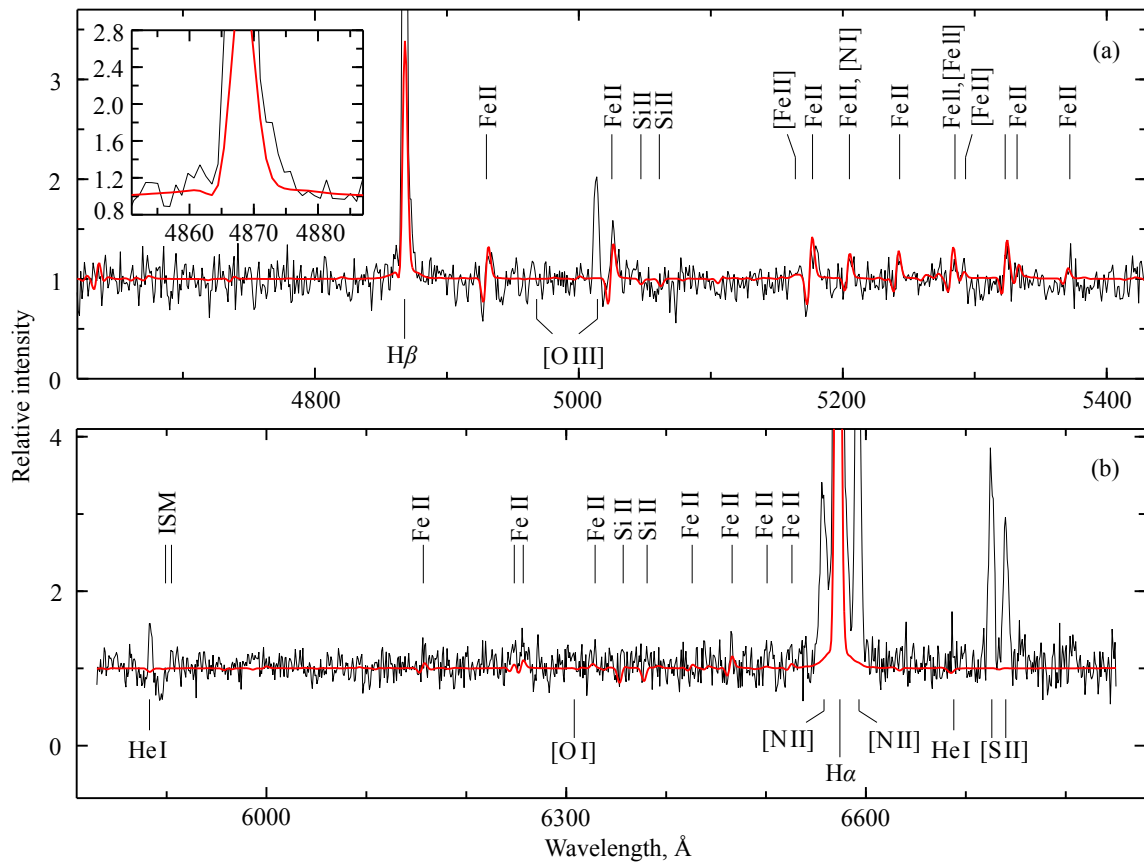 (a)
2.8
2.4
2.0
1.6
1.2
0.8
4860 4870 4880
Fe II
Fe II
Si II
Si II
[Fe II]
Fe II
Fe II, [N I]
Fe II
Fe II, [Fe II]
[Fe II]
Fe II
Fe II
3
2
1
0
Hβ
[O III]
4800 5000 5200 5400
Relative intensity
(b)
4
2
0
ISM
Fe II
Fe II
Fe II
Si II
Si II
Fe II
Fe II
Fe II
Fe II
He I
[O I]
[N II]
Hα
[N II]
He I
[S II]
6000 6300 6600
Wavelength, Å